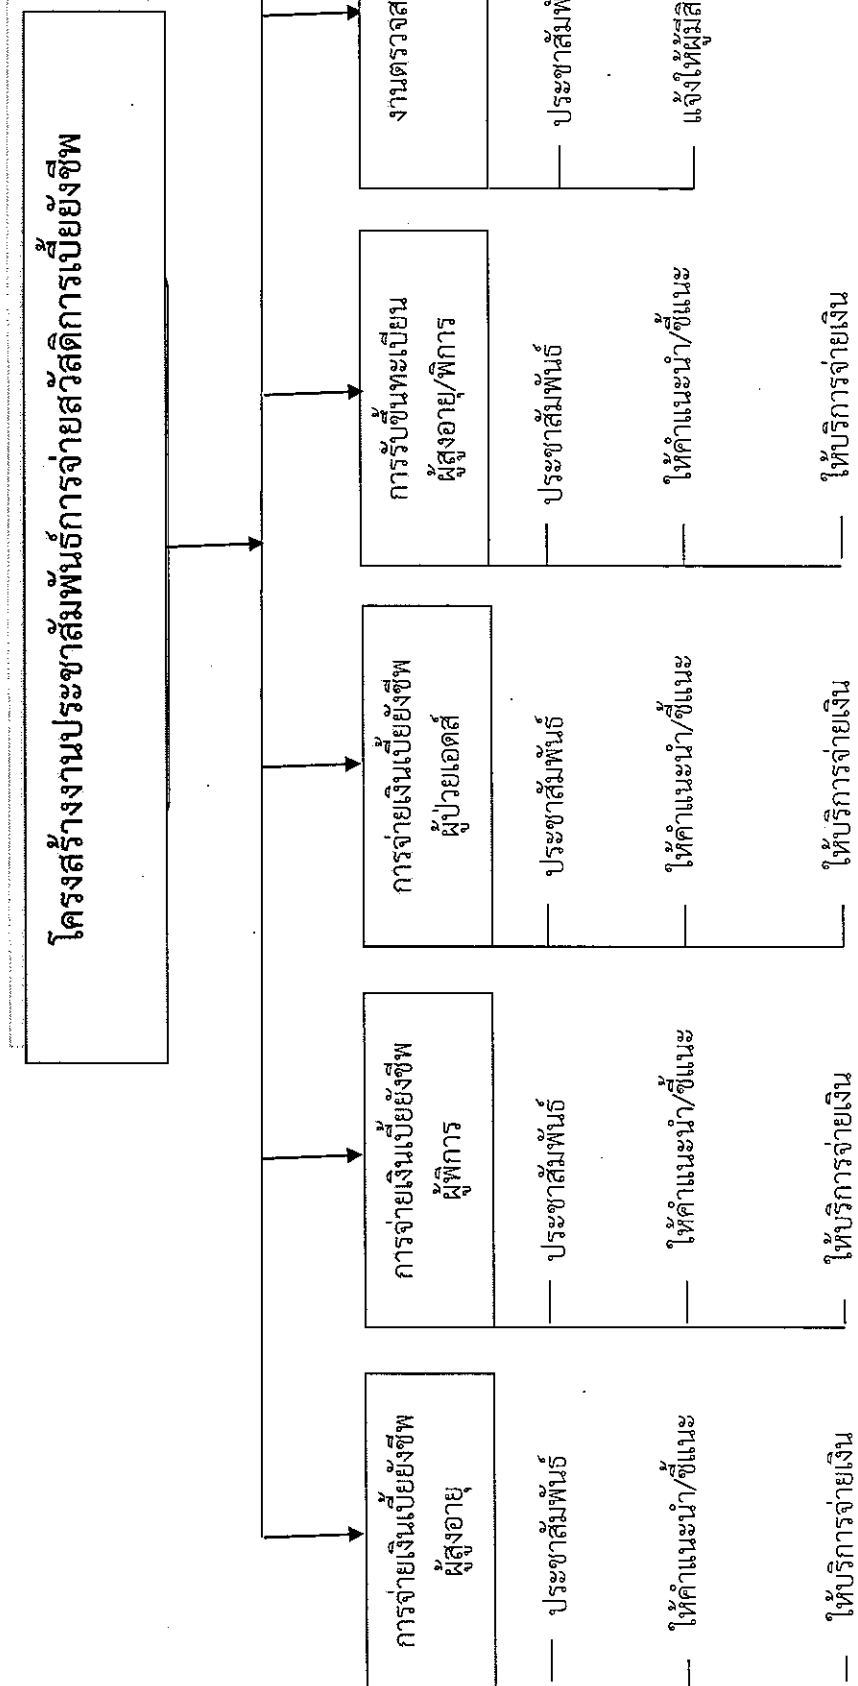 โครงสร้างงานประชาสัมพันธ์การจ่ายสวัสดิการเบี้ยยังชีพ
การจ่ายเงินเบี้ยยังชีพ
ผู้สูงอายุ
ประชาสัมพันธ์
ให้คำแนะนำ/ชี้แนะ
ให้บริการจ่ายเงิน
การจ่ายเงินเบี้ยยังชีพ
ผู้พิการ
ประชาสัมพันธ์
ให้คำแนะนำ/ชี้แนะ
ให้บริการจ่ายเงิน
การจ่ายเงินเบี้ยยังชีพ
ผู้ป่วยเอดส์
ประชาสัมพันธ์
ให้คำแนะนำ/ชี้แนะ
ให้บริการจ่ายเงิน
การรับขึ้นทะเบียน
ผู้สูงอายุ/พิการ
ประชาสัมพันธ์
ให้คำแนะนำ/ชี้แนะ
ให้บริการจ่ายเงิน
งานตรวจส
ประชาสัมพั
แจ้งให้ผู้มีสิ